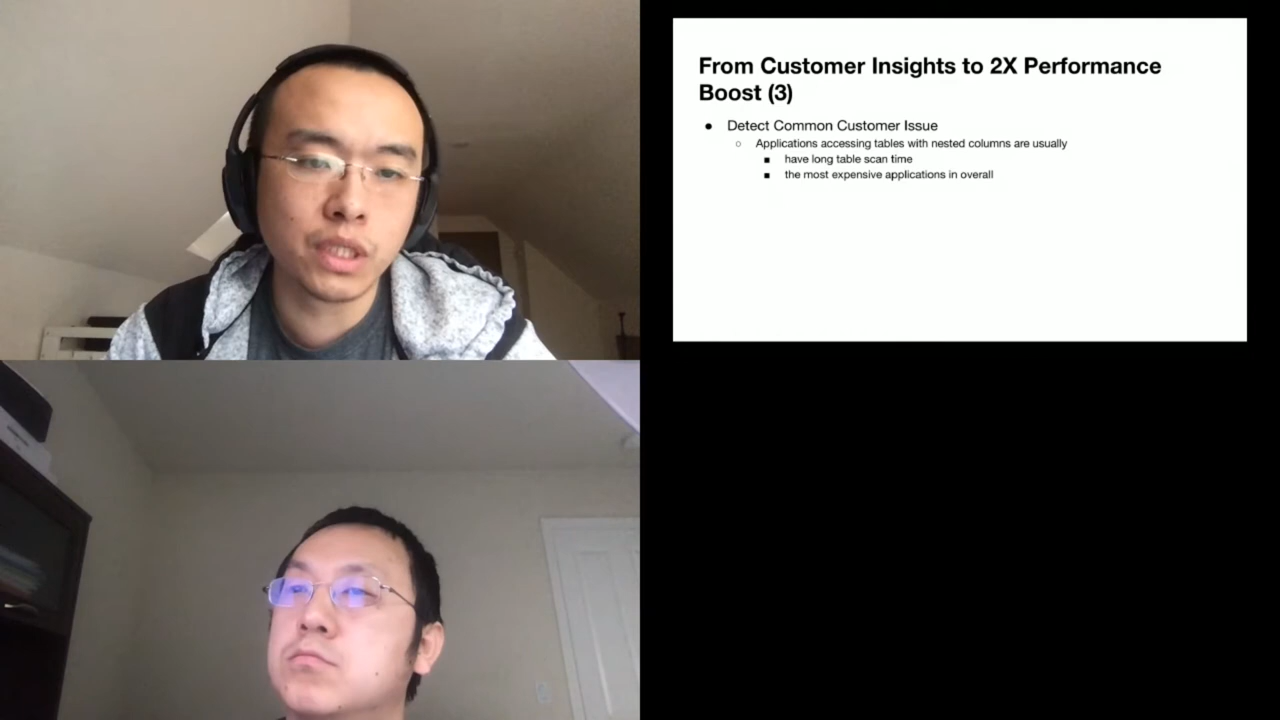 From Customer Insights to 2X Performance
Boost (3)
● Detect Common Customer Issue
○ Applications accessing tables with nested columns are usually
■ have long table scan time
■ the most expensive applications in overall